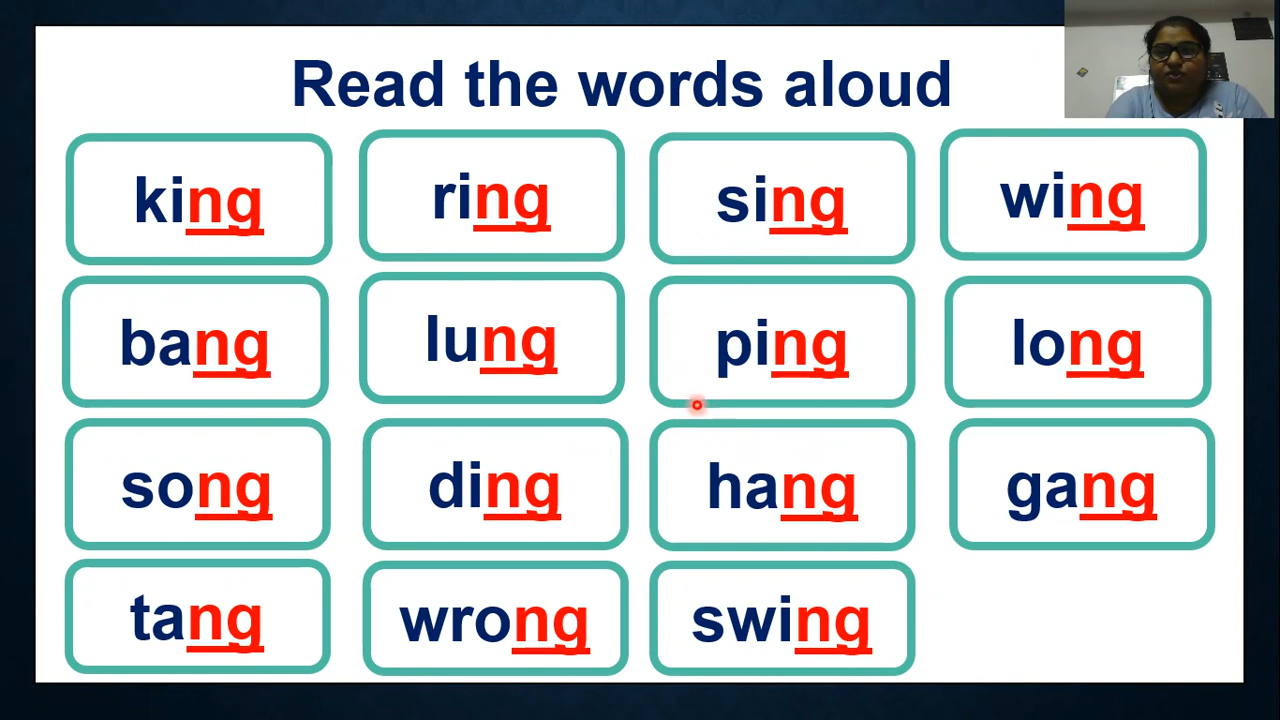 Read the words aloud
king ring sing wing
bang lung ping long
song ding hang gang
tang wrong swing